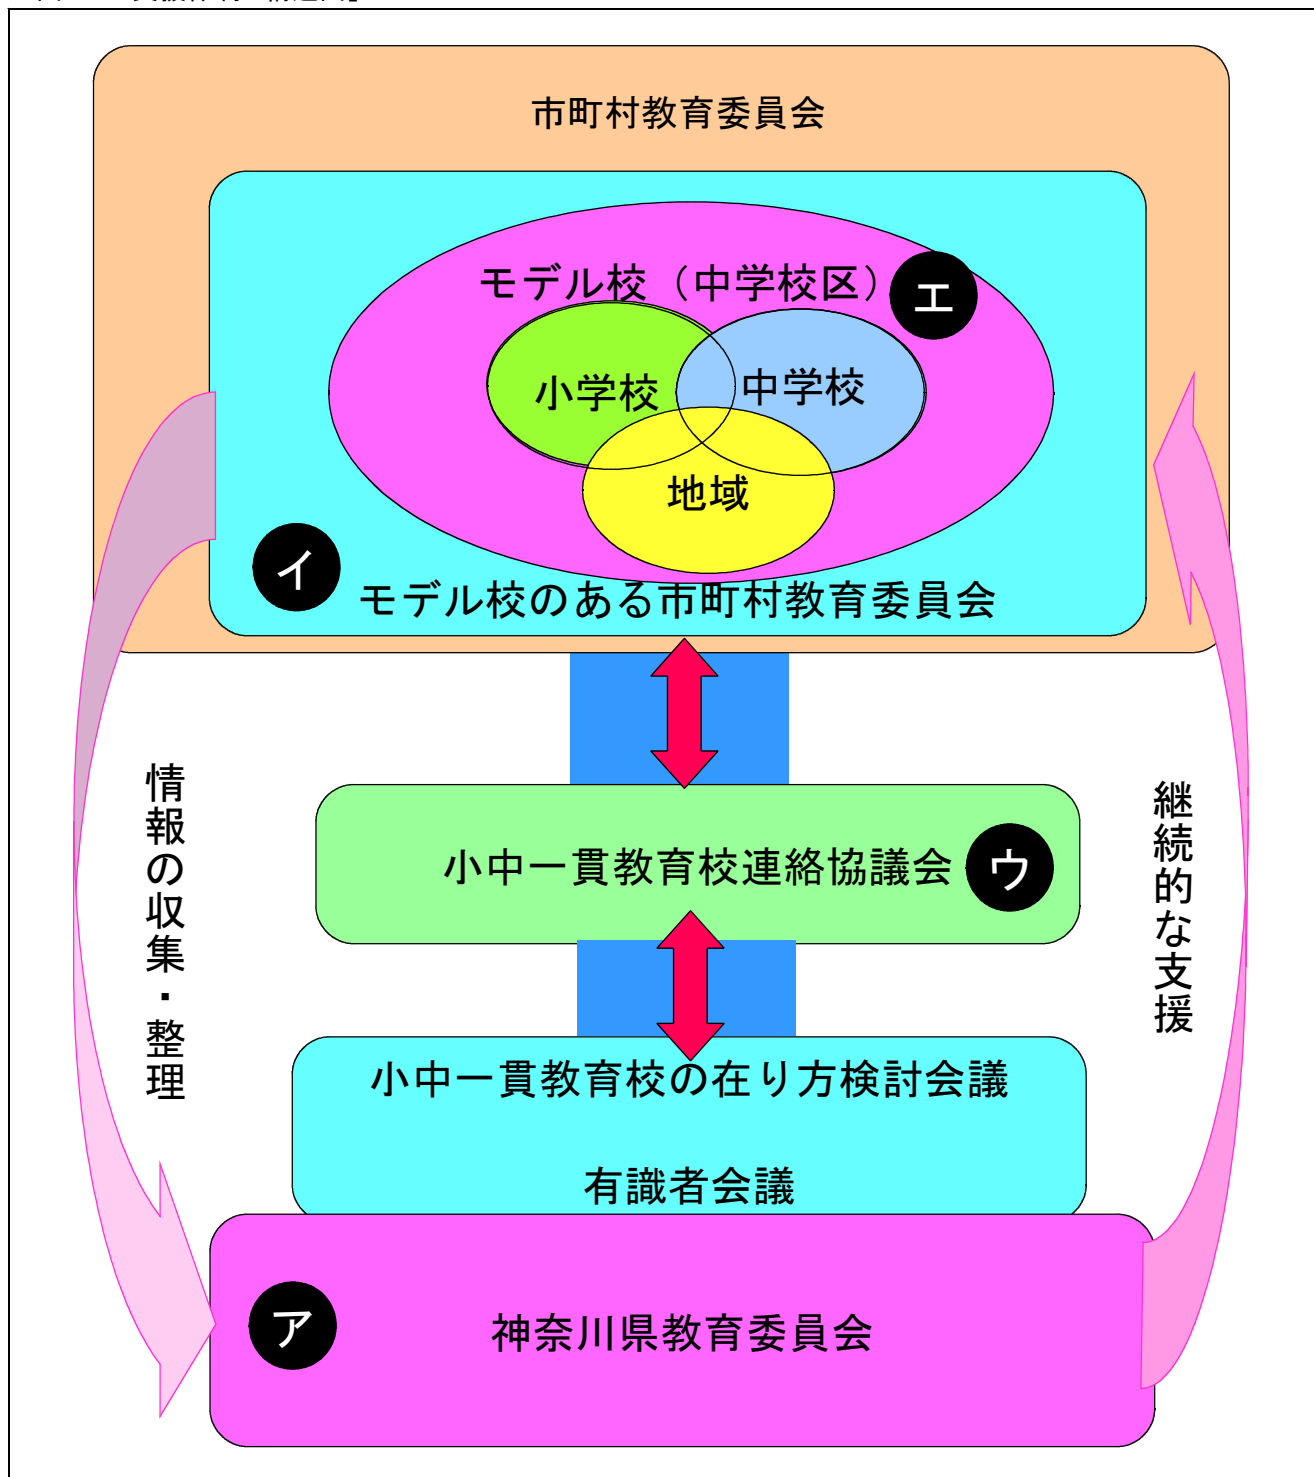 市町村教育委員会
モデル校（中学校区）
エ
小学校
中学校
地域
イ
モデル校のある市町村教育委員会
情報の収集・整理
継続的な支援
小中一貫教育校連絡協議会
ウ
小中一貫教育校の在り方検討会議
有識者会議
ア
神奈川県教育委員会